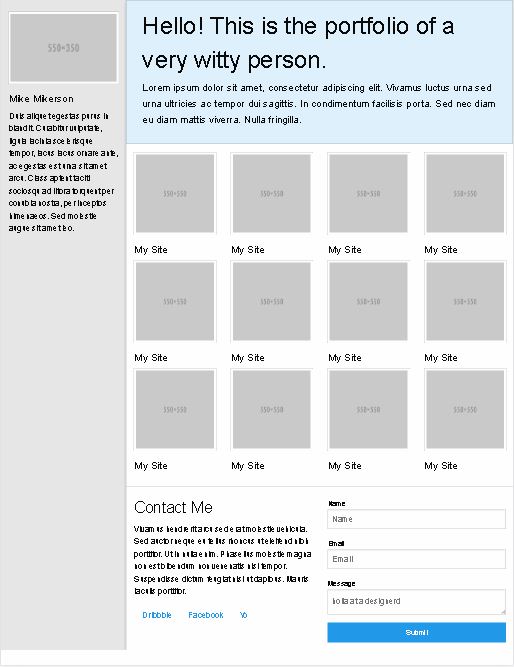 550×350
Mike Mikerson
Duis aliquet egestas purus in
blandit. Curabitur vulputate,
ligula lacinia scelerisque
tempor, lacus lacus ornare ante,
ac egestas est urna sit amet
arcu. Class aptent taciti
sociosqu ad litora torquent per
conubia nostra, per inceptos
himenaeos. Sed molestie
augue sit amet leo.
Hello! This is the portfolio of a
very witty person.
Lorem ipsum dolor sit amet, consectetur adipiscing elit. Vivamus luctus urna sed
urna ultricies ac tempor dui sagittis. In condimentum facilisis porta. Sed nec diam
eu diam mattis viverra. Nulla fringilla.
550×550 550×550 550×550 550×550
My Site My Site My Site My Site
550×550 550×550 550×550 550×550
My Site My Site My Site My Site
550×550 550×550 550×550 550×550
My Site My Site My Site My Site
Contact Me
Vivamus hendrerit arcu sed erat molestie vehicula.
Sed auctor neque eu tellus rhoncus ut eleifend nibh
porttitor. Ut in nulla enim. Phasellus molestie magna
non est bibendum non venenatis nisl tempor.
Suspendisse dictum feugiat nisl ut dapibus. Mauris
iaculis porttitor.
Dribbble Facebook Yo
Name
Name
Email
Email
Message
holla at a designerd
Submit